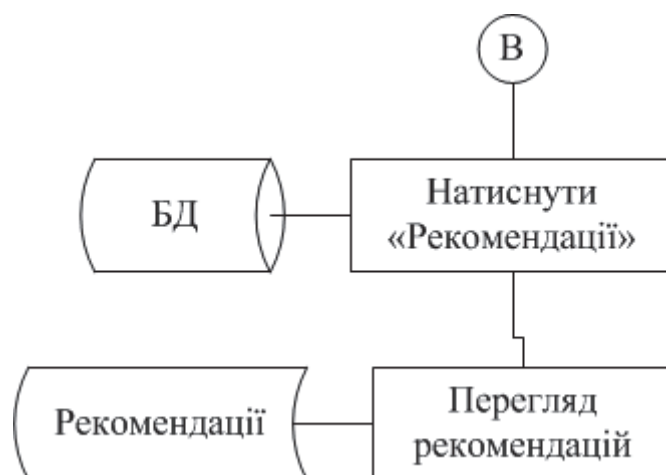 В
БД
Натиснути
«Рекомендації»
Рекомендації
Перегляд
рекомендацій